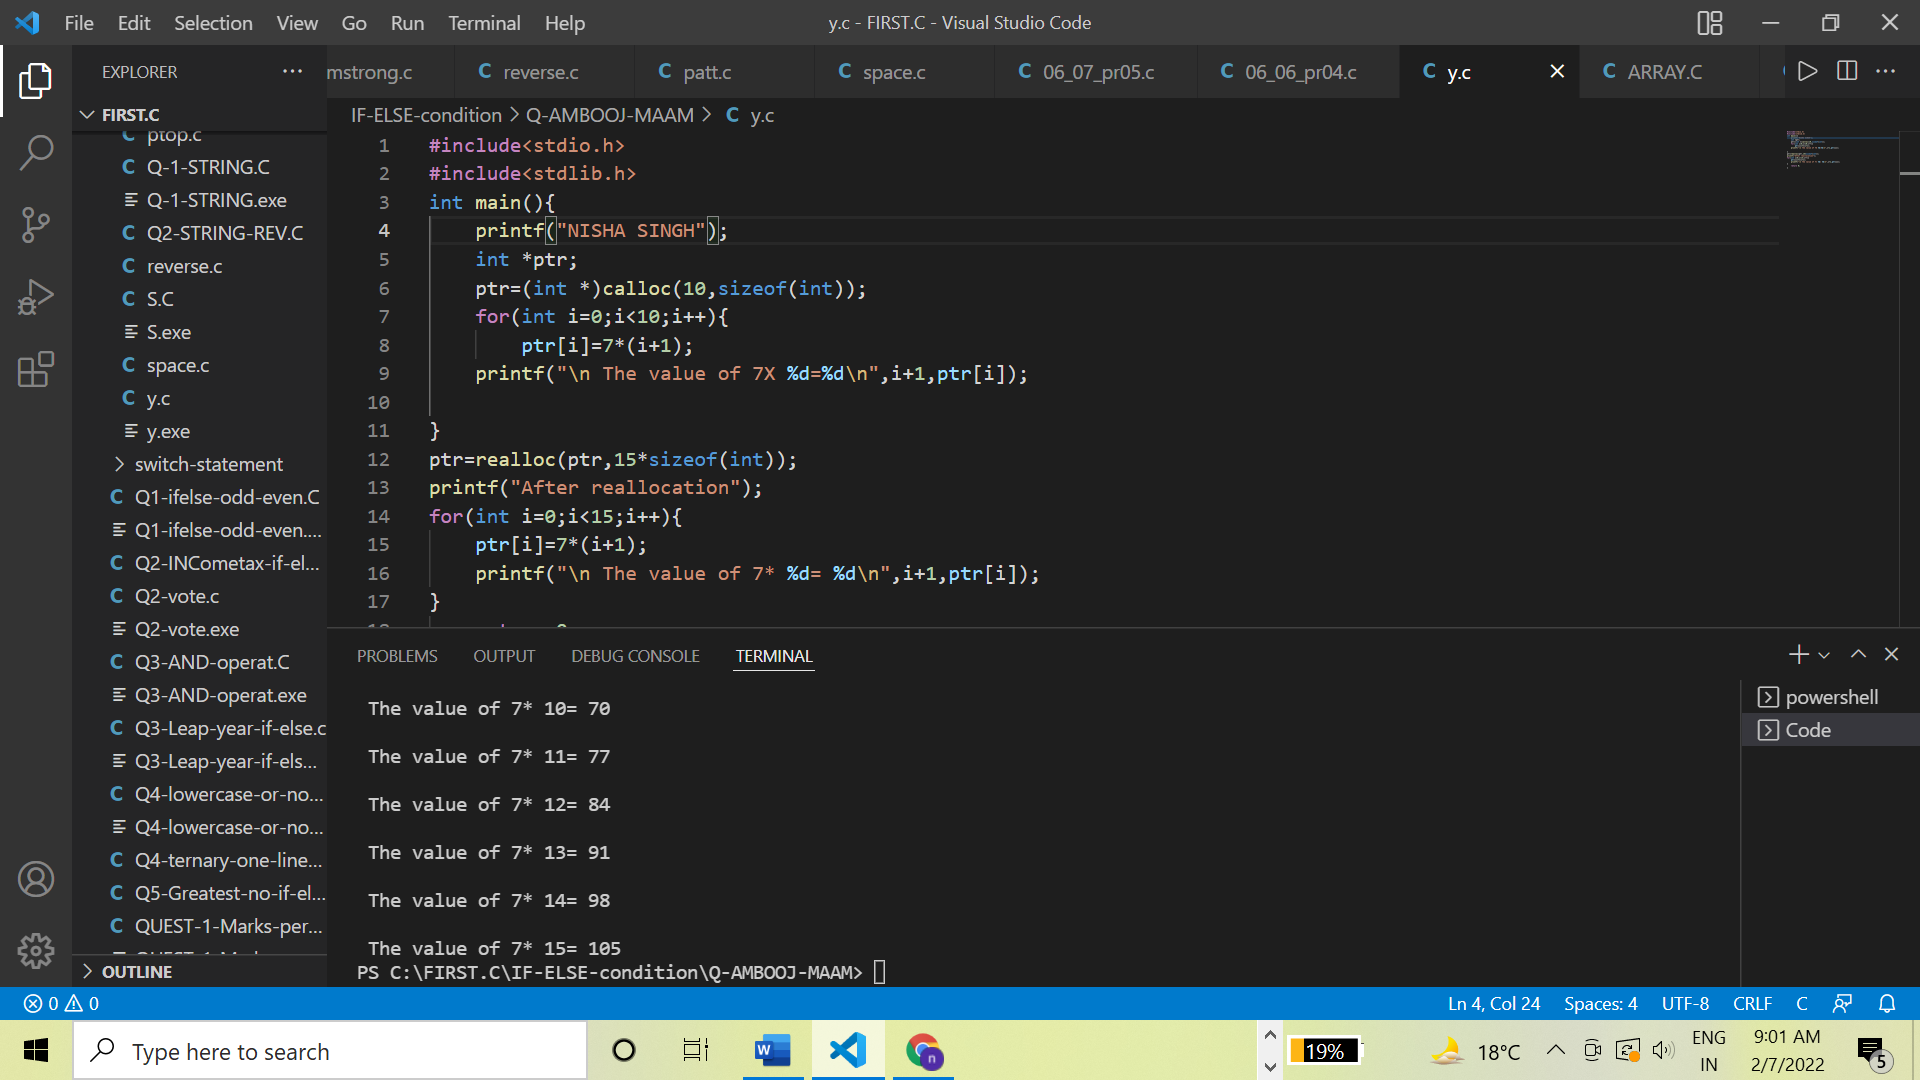 File Edit Selection View Go Run Terminal Help y.c - FIRST.C - Visual Studio Code
EXPLORER
mstrong.c reverse.c patt.c space.c 06_07_pr05.c 06_06_pr04.c y.c ARRAY.C
FIRST.C
ptop.c
Q-1-STRING.C
Q-1-STRING.exe
Q2-STRING-REV.C
reverse.c
S.C
S.exe
space.c
y.c
y.exe
switch-statement
Q1-ifelse-odd-even.C
Q1-ifelse-odd-even....
Q2-INCometax-if-el...
Q2-vote.c
Q2-vote.exe
Q3-AND-operat.C
Q3-AND-operat.exe
Q3-Leap-year-if-else.c
Q3-Leap-year-if-els...
Q4-lowercase-or-no...
Q4-lowercase-or-no...
Q4-ternary-one-line...
Q5-Greatest-no-if-el...
QUEST-1-Marks-per...
OUTLINE
IF-ELSE-condition > Q-AMBOOJ-MAAM > C y.c
1 #include<stdio.h>
2 #include<stdlib.h>
3 int main(){
4 printf("NISHA SINGH");
5 int *ptr;
6 ptr=(int *)calloc(10,sizeof(int));
7 for(int i=0;i<10;i++){
8 ptr[i]=7*(i+1);
9 printf("\n The value of 7X %d=%d\n",i+1,ptr[i]);
10
11 }
12 ptr=realloc(ptr,15*sizeof(int));
13 printf("After reallocation");
14 for(int i=0;i<15;i++){
15 ptr[i]=7*(i+1);
16 printf("\n The value of 7* %d= %d\n",i+1,ptr[i]);
17 }
PROBLEMS OUTPUT DEBUG CONSOLE TERMINAL
The value of 7* 10= 70
The value of 7* 11= 77
The value of 7* 12= 84
The value of 7* 13= 91
The value of 7* 14= 98
The value of 7* 15= 105
PS C:\FIRST.C\IF-ELSE-condition\Q-AMBOOJ-MAAM>
powershell
Code
0 0 Ln 4, Col 24 Spaces: 4 UTF-8 CRLF C
Type here to search
19%
18°C
ENG
IN
9:01 AM
2/7/2022
5